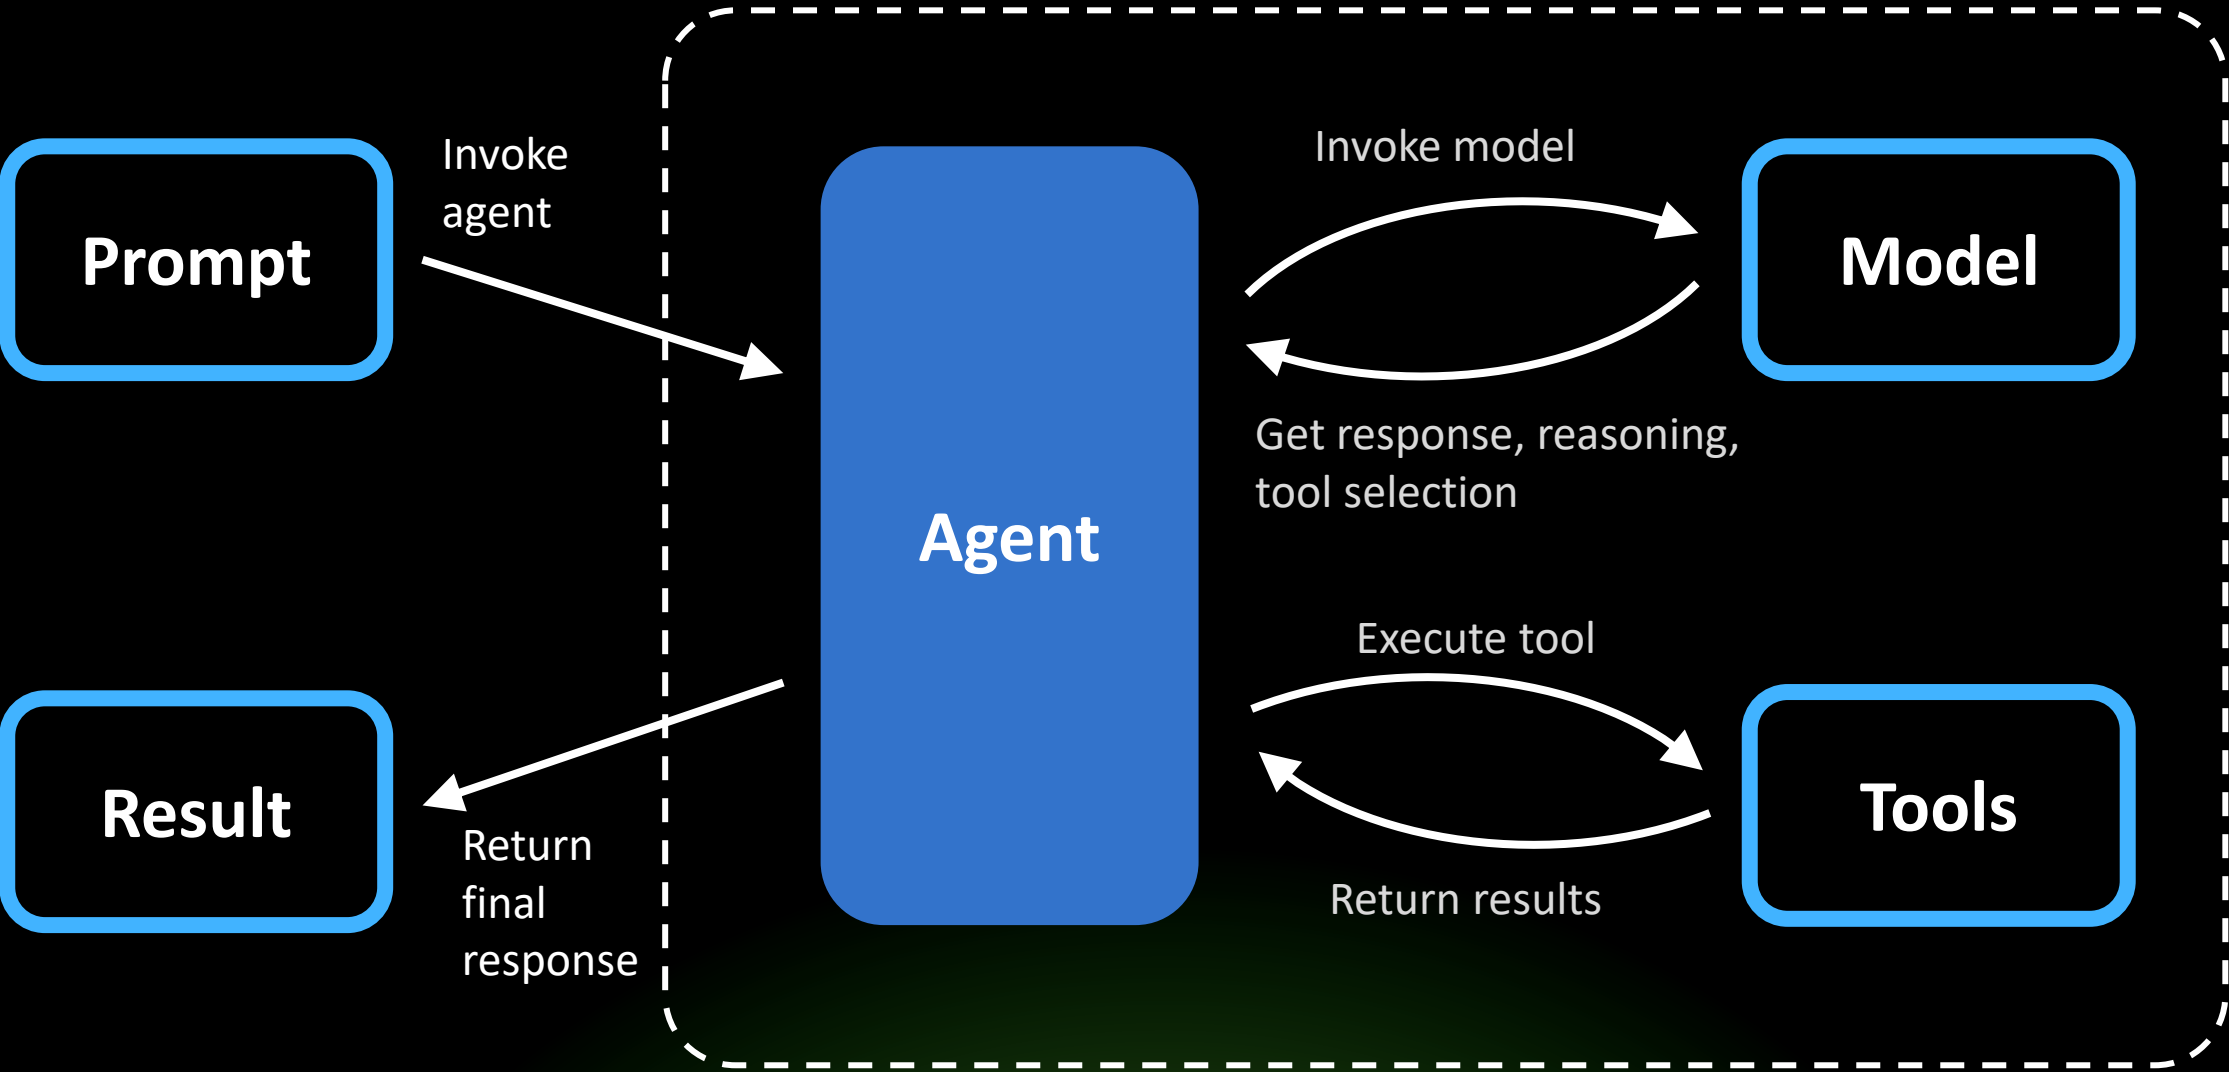 Prompt
Invoke
agent
Agent
Invoke model
Model
Get response, reasoning,
tool selection
Execute tool
Tools
Return results
Result
Return
final
response